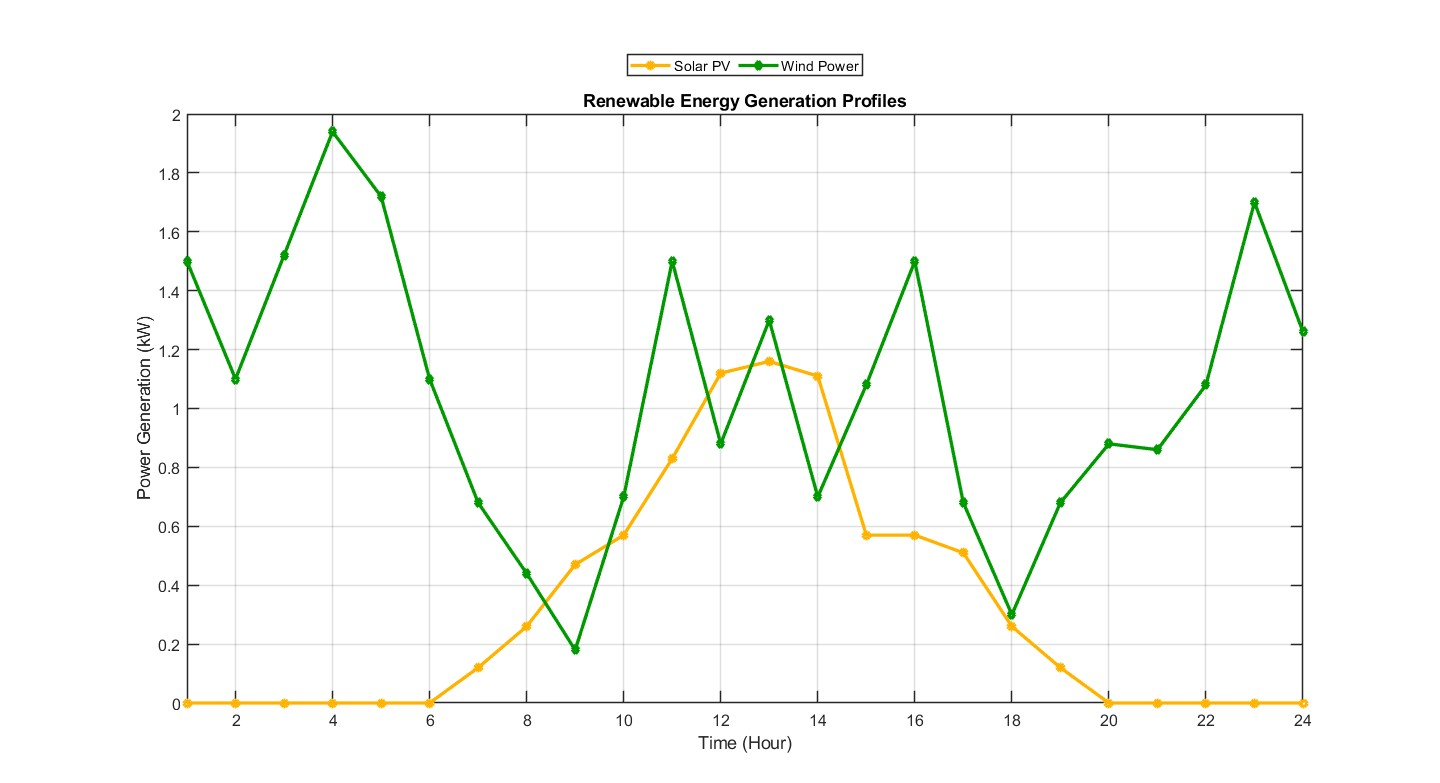 Solar PV Wind Power
Renewable Energy Generation Profiles
Power Generation (kW)
2
1.8
1.6
1.4
1.2
1
0.8
0.6
0.4
0.2
0
2 4 6 8 10 12 14 16 18 20 22 24
Time (Hour)